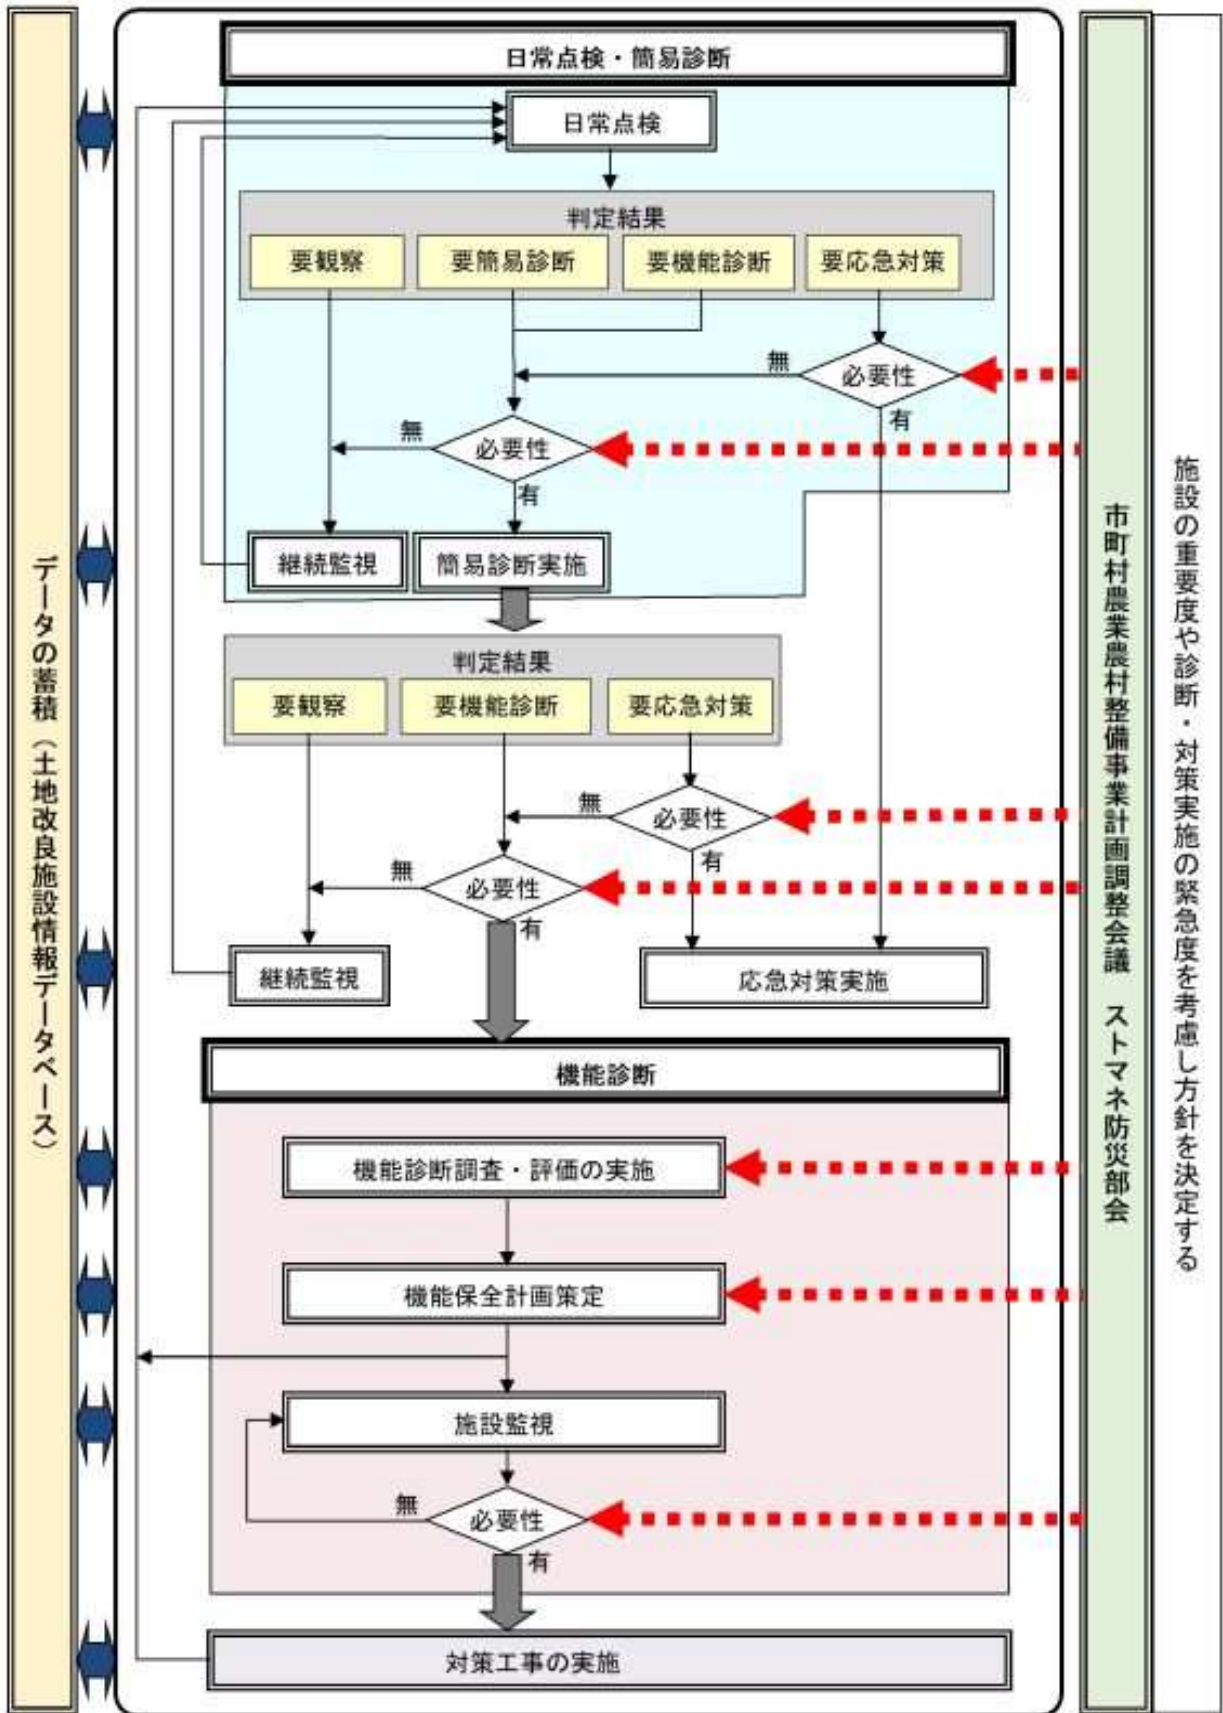 日常点検・簡易診断
日常点検
判定結果
要観察
要簡易診断
要機能診断
要応急対策
必要性
無
有
必要性
無
有
継続監視
簡易診断実施
判定結果
要観察
要機能診断
要応急対策
必要性
無
有
必要性
無
有
継続監視
応急対策実施
機能診断
機能診断調査・評価の実施
機能保全計画策定
施設監視
必要性
無
有
対策工事の実施
データの蓄積（土地改良施設情報データベース）
市町村農業農村整備事業計画調整会議　ストマネ防災部会
施設の重要度や診断・対策実施の緊急度を考慮し方針を決定する